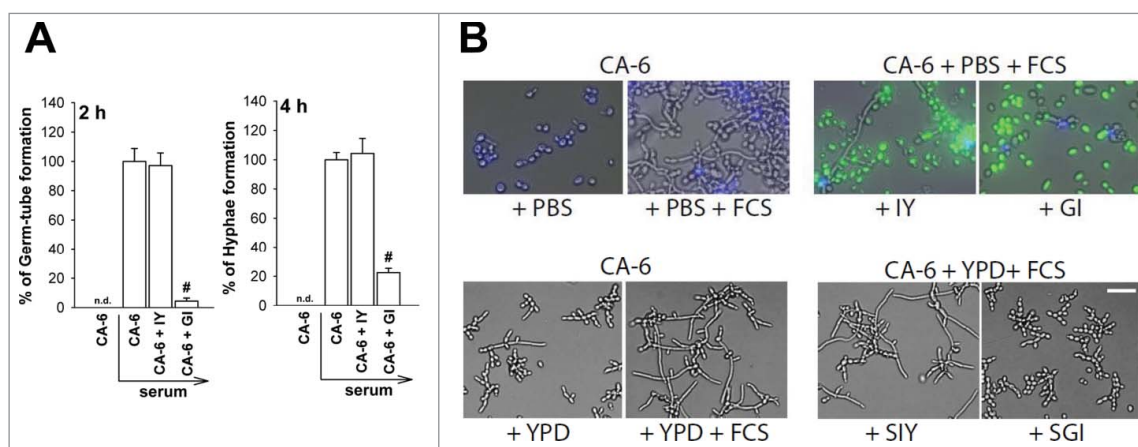 A
B
% of Germ-tube formation
140
120
100
80
60
40
20
0
2 h
n.d.
#
CA-6
CA-6
CA-6 + IY
CA-6 + GI
serum
% of Hyphae formation
140
120
100
80
60
40
20
0
4 h
n.d.
#
CA-6
CA-6
CA-6 + IY
CA-6 + GI
serum
CA-6
CA-6 + PBS + FCS
+ PBS
+ PBS + FCS
+ IY
+ GI
CA-6
CA-6 + YPD+ FCS
+ YPD
+ YPD + FCS
+ SIY
+ SGI